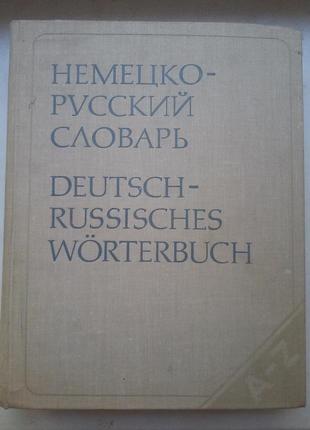 НЕМЕЦКО-
РУССКИЙ
СЛОВАРЬ
DEUTSCH-
RUSSISCHES
WÖRTERBUCH
A-Z